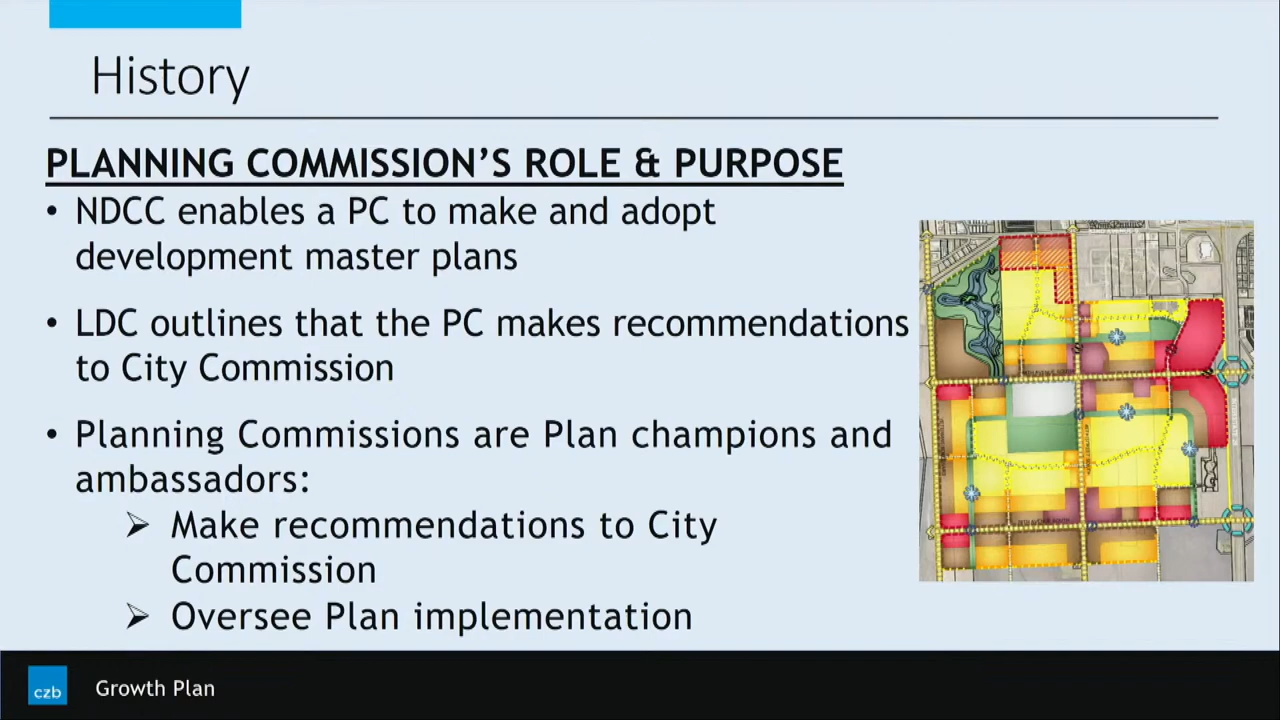 History
PLANNING COMMISSION’S ROLE & PURPOSE
• NDCC enables a PC to make and adopt
development master plans
• LDC outlines that the PC makes recommendations
to City Commission
• Planning Commissions are Plan champions and
ambassadors:
➢ Make recommendations to City
Commission
➢ Oversee Plan implementation
czb
Growth Plan